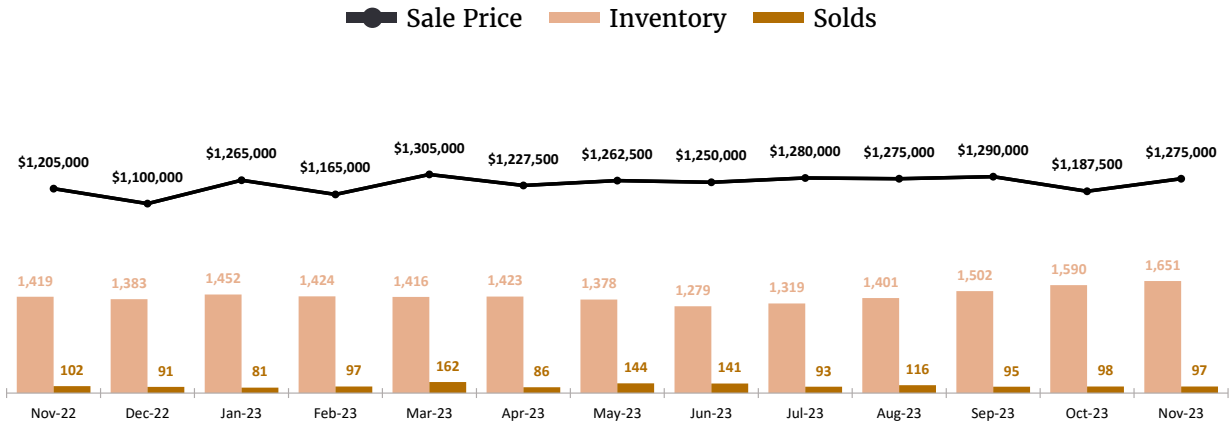 Sale Price Inventory Solds
$1,205,000 $1,100,000 $1,265,000 $1,165,000 $1,305,000 $1,227,500 $1,262,500 $1,250,000 $1,280,000 $1,275,000 $1,290,000 $1,187,500 $1,275,000
1,419 1,383 1,452 1,424 1,416 1,423 1,378 1,279 1,319 1,401 1,502 1,590 1,651
102 91 81 97 162 86 144 141 93 116 95 98 97
Nov-22 Dec-22 Jan-23 Feb-23 Mar-23 Apr-23 May-23 Jun-23 Jul-23 Aug-23 Sep-23 Oct-23 Nov-23